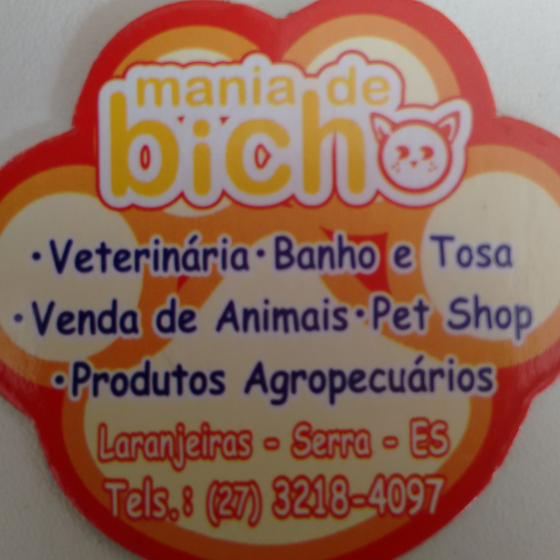 mania de
bicho
•Veterinária•Banho e Tosa
•Venda de Animais•Pet Shop
•Produtos Agropecuários
Laranjeiras - Serra - ES
Tels.: (27) 3218-4097